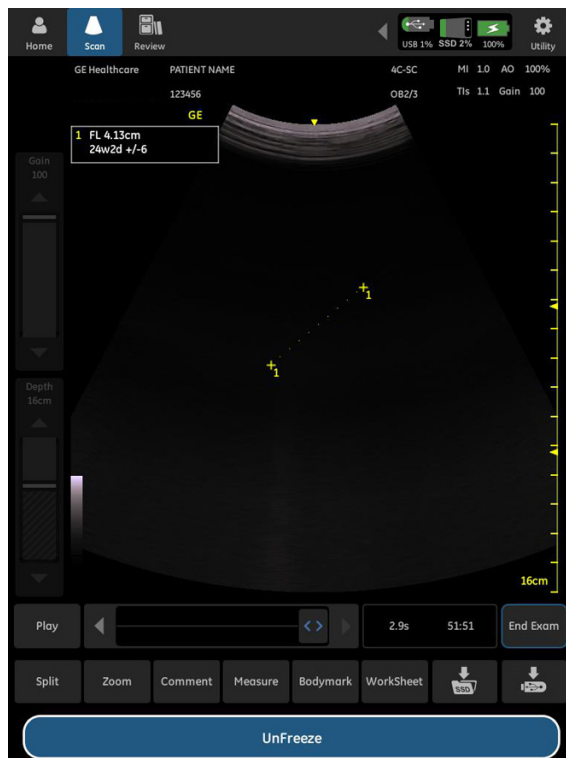 Home Scan Review USB 1% SSD 2% 100% Utility
GE Healthcare PATIENT NAME 4C-SC MI 1.0 AO 100%
123456 OB2/3 TIs 1.1 Gain 100
GE
1 FL 4.13cm
24w2d +/-6
Gain
100
1
1
Depth
16cm
16cm
Play 2.9s 51:51 End Exam
Split Zoom Comment Measure Bodymark WorkSheet SSD
UnFreeze